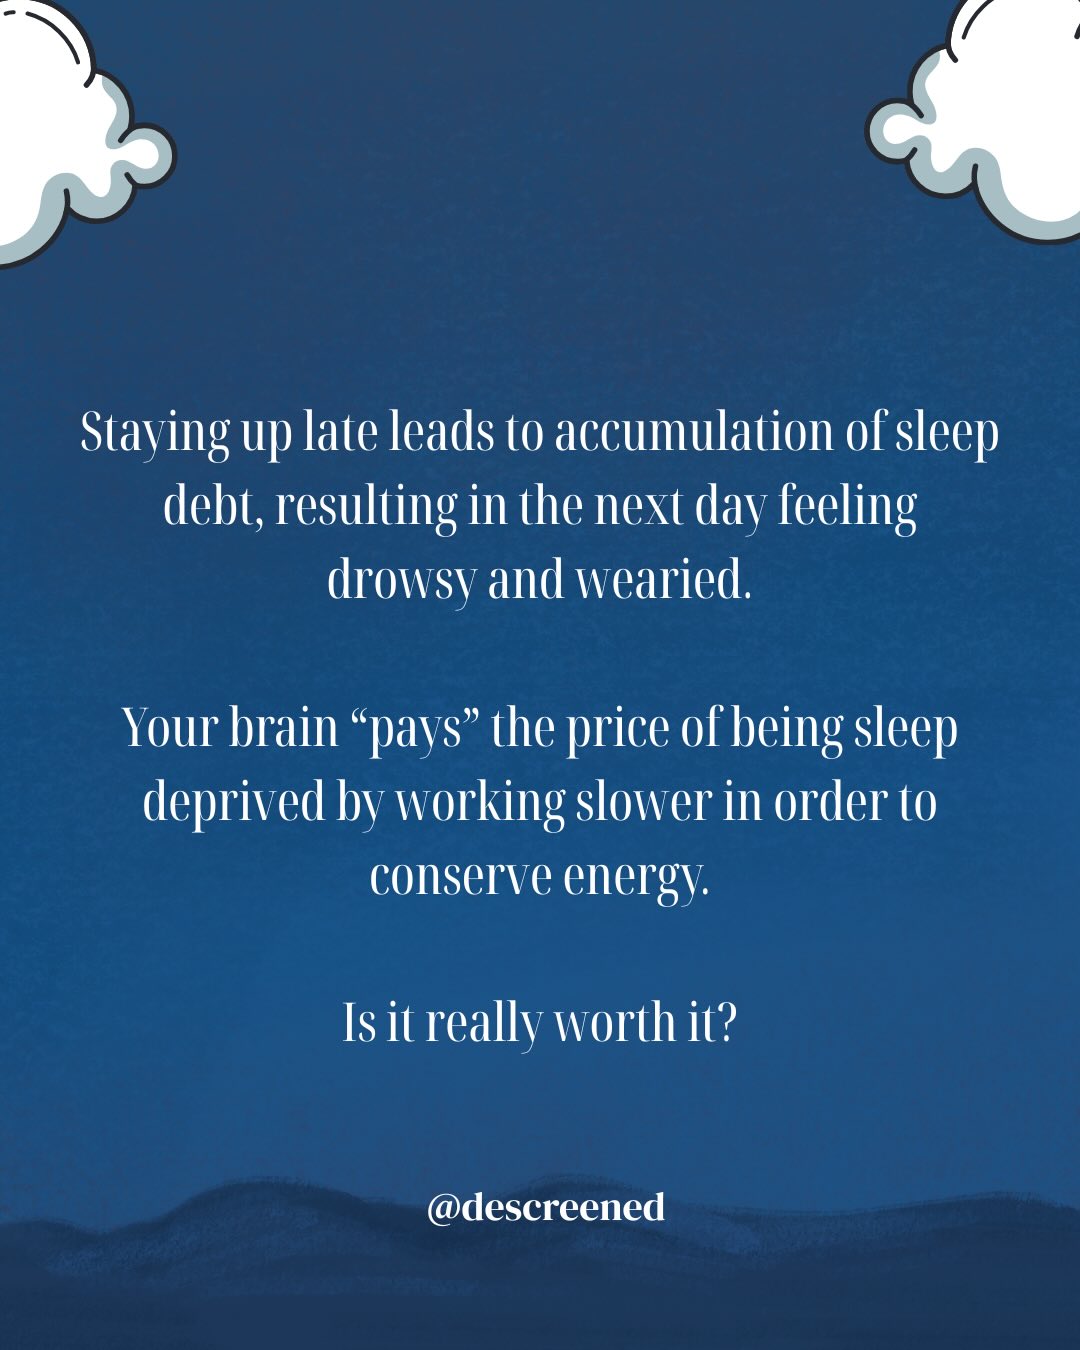 Staying up late leads to accumulation of sleep
debt, resulting in the next day feeling
drowsy and wearied.
Your brain “pays” the price of being sleep
deprived by working slower in order to
conserve energy.
Is it really worth it?
@descreened